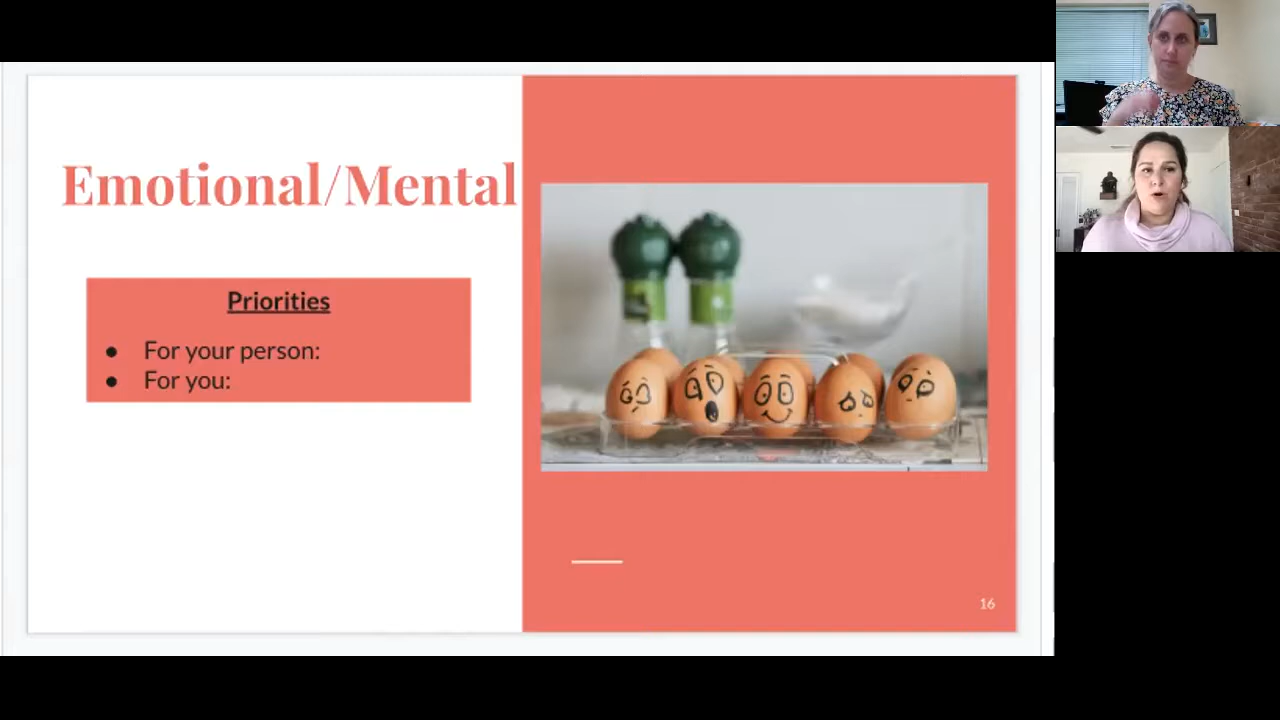 Emotional/Mental
Priorities
● For your person:
● For you:
16